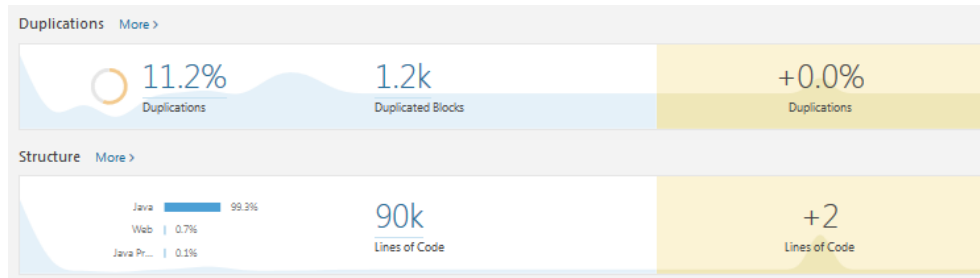 Duplications More >
11.2%
Duplications
1.2k
Duplicated Blocks
+0.0%
Duplications
Structure More >
Java 99.3%
Web 0.7%
Java Pr... 0.1%
90k
Lines of Code
+2
Lines of Code